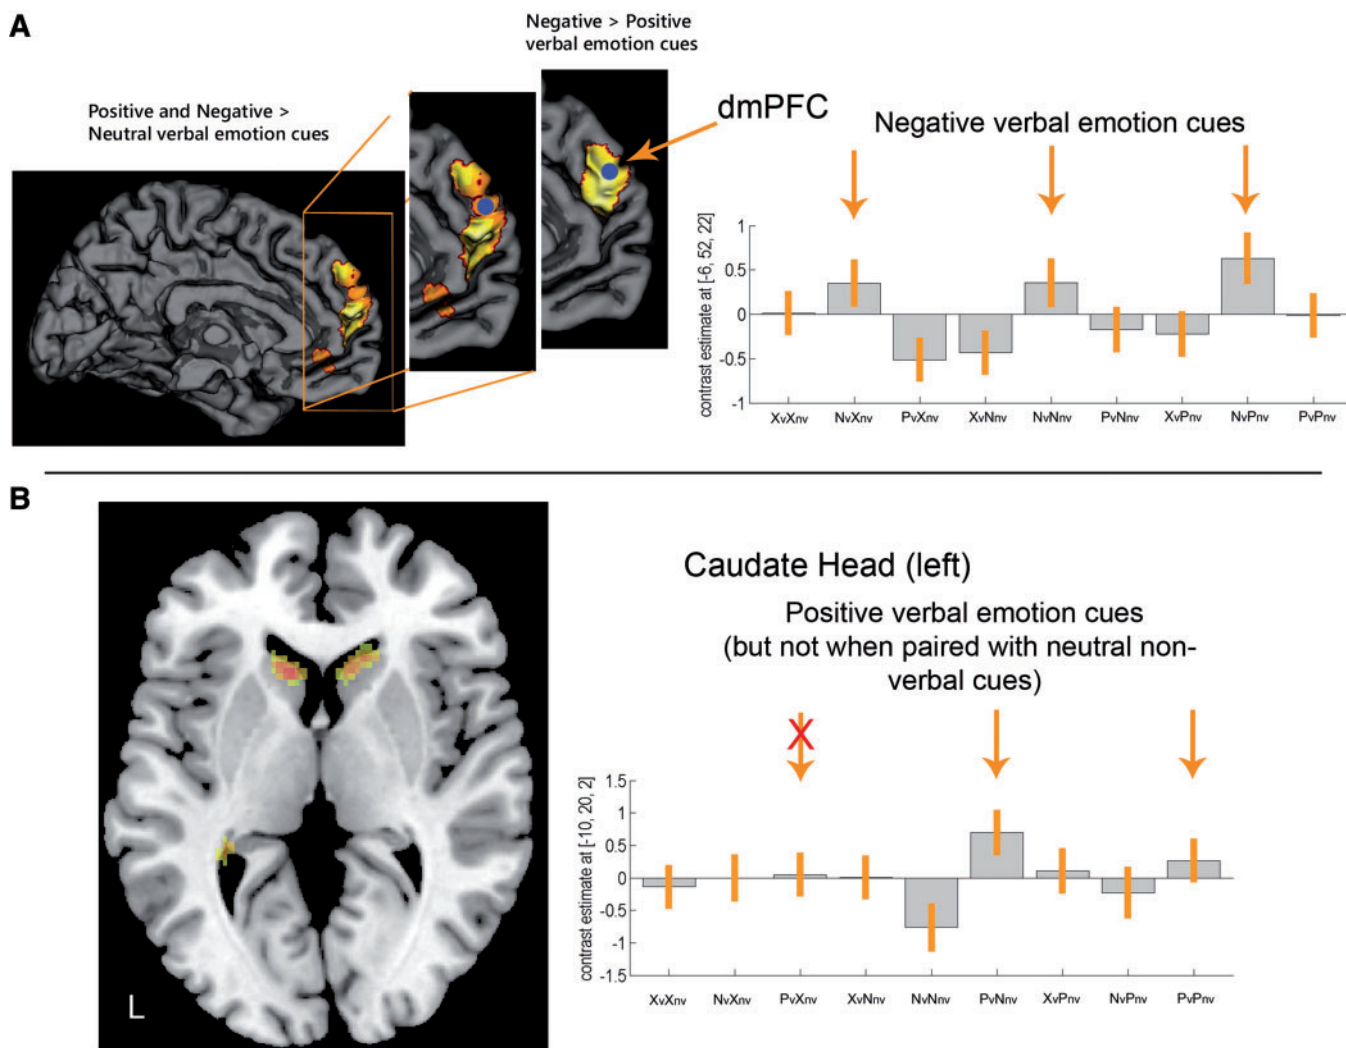 A
Positive and Negative >
Neutral verbal emotion cues
Negative > Positive
verbal emotion cues
dmPFC
Negative verbal emotion cues
contrast estimate at [-6, 52, 22]
1
0.5
0
-0.5
-1
XvXnv NvXnv PvXnv XvNnv NvNnv PvNnv XvPnv NvPnv PvPnv
B
L
Caudate Head (left)
Positive verbal emotion cues
(but not when paired with neutral non-
verbal cues)
X
contrast estimate at [-10, 20, 2]
1.5
1
0.5
0
-0.5
-1
-1.5
XvXnv NvXnv PvXnv XvNnv NvNnv PvNnv XvPnv NvPnv PvPnv